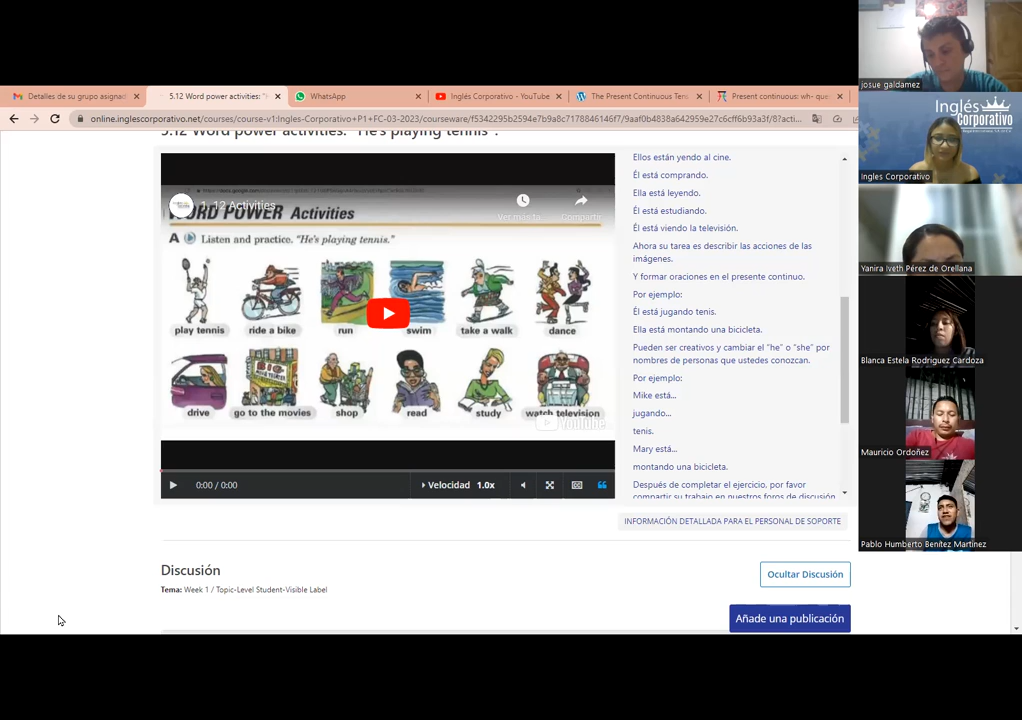 Detalles de su grupo asignad
5.12 Word power activities: "H
WhatsApp
Inglés Corporativo - YouTube
The Present Continuous Ten
Present continuous: wh- que
online.inglescorporativo.net/courses/course-v1:Ingles-Corporativo+P1+FC-03-2023/courseware/f5342295b2594e7b9a8c7178846146f7/9aaf0b4838a642959e27c6ff6b93a3f/8?acti...
5.12 Word power activities: "He's playing tennis".
1. 12 Activities
Ver más ta
Comparti
WORD POWER Activities
A Listen and practice. "He's playing tennis."
play tennis
ride a bike
run
swim
take a walk
dance
drive
go to the movies
shop
read
study
watch television
YouTube
0:00 / 0:00
Velocidad 1.0x
Ellos están yendo al cine.
Él está comprando.
Ella está leyendo.
Él está estudiando.
Él está viendo la televisión.
Ahora su tarea es describir las acciones de las
imágenes.
Y formar oraciones en el presente continuo.
Por ejemplo:
Él está jugando tenis.
Ella está montando una bicicleta.
Pueden ser creativos y cambiar el "he" o "she" por
nombres de personas que ustedes conozcan.
Por ejemplo:
Mike está...
jugando...
tenis.
Mary está...
montando una bicicleta.
Después de completar el ejercicio, por favor
compartir su trabajo en nuestros foros de discusión
INFORMACIÓN DETALLADA PARA EL PERSONAL DE SOPORTE
Discusión
Tema: Week 1 / Topic-Level Student-Visible Label
Ocultar Discusión
Añade una publicación
josue galdamez
Inglés
Corporativo
Ingles Corporativo
Yanira Iveth Pérez de Orellana
Blanca Estela Rodriguez Cardoza
Mauricio Ordoñez
Pablo Humberto Benítez Martínez